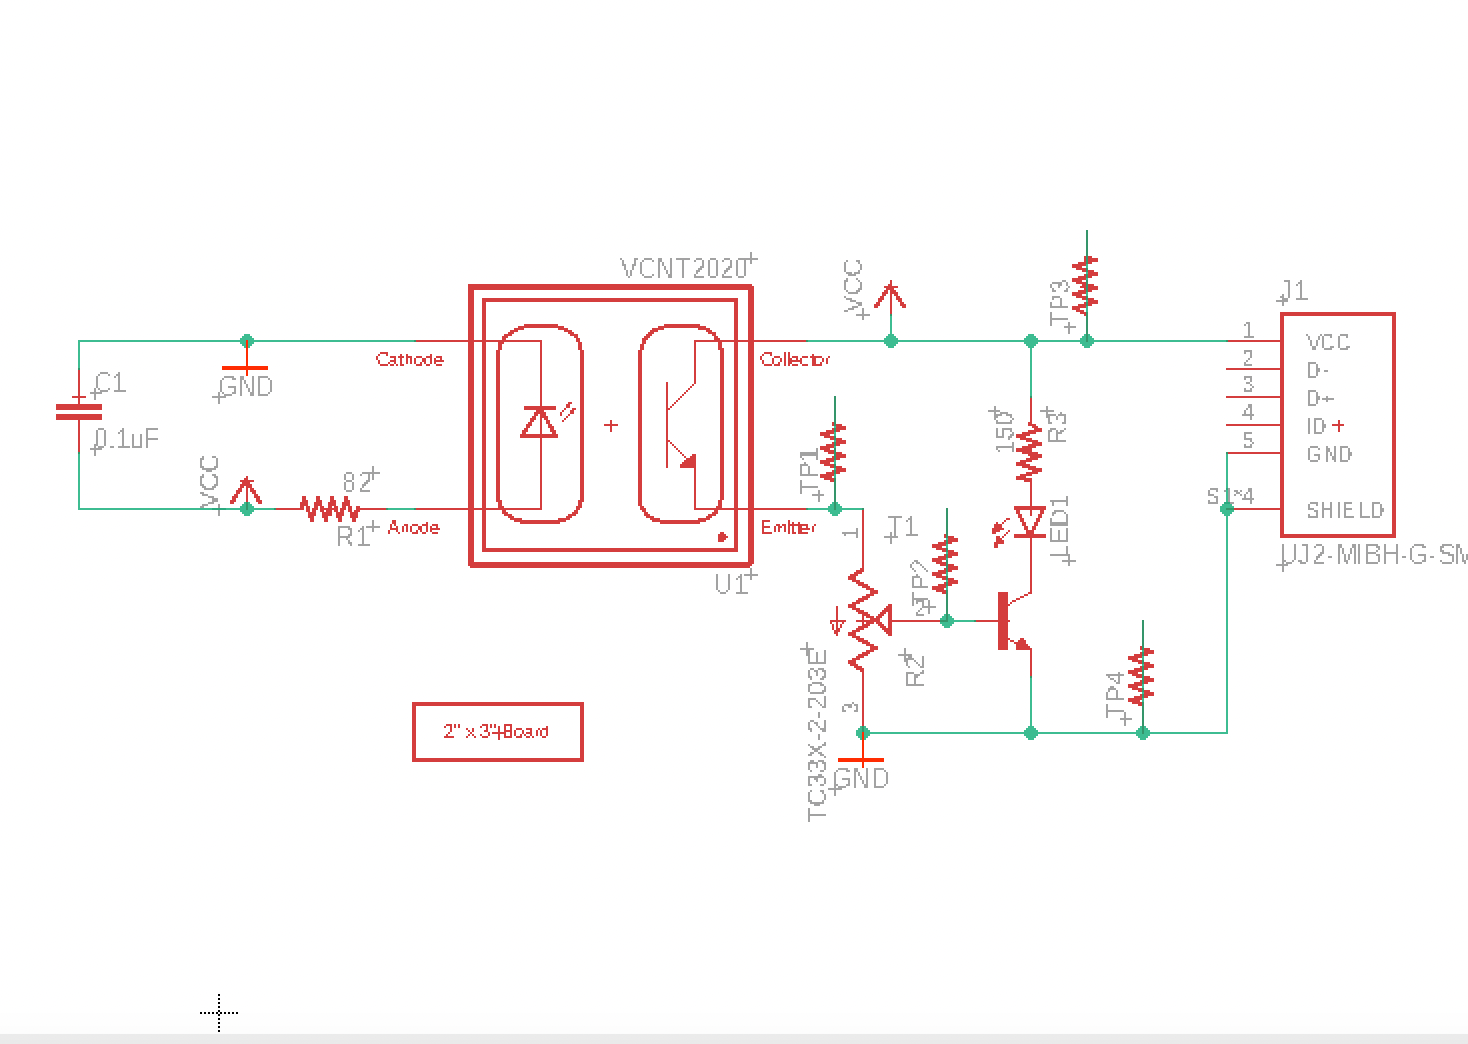 VCNT2020
VCC
TP3
J1
1
VCC
2
D-
3
D+
4
ID
5
GND
S1*4
SHIELD
UJ2-MIBH-G-SM
Cathode
Collector
GND
C1
0.1uF
VCC
82
R1
Anode
Emitter
U1
TP1
150
R3
LED1
1
T1
TP2
2
R2
3
TC33X-2-203E
TP4
GND
2" x 3" Board